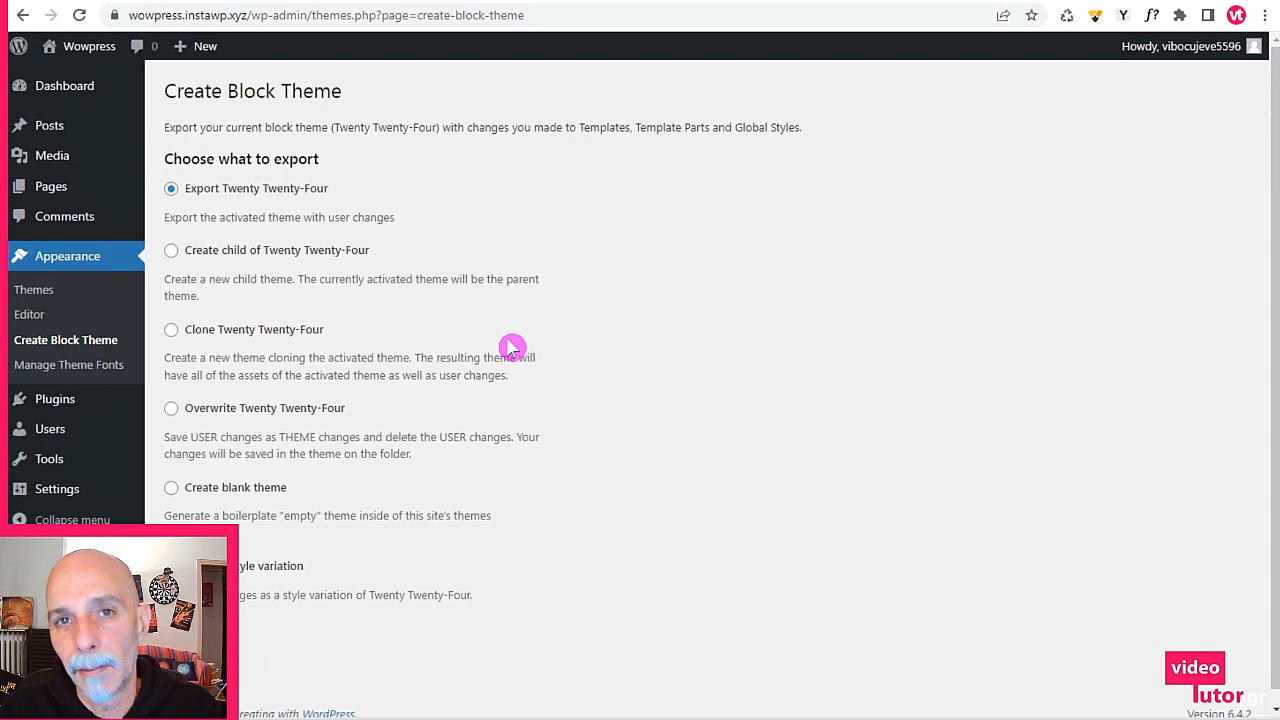 wowpress.instawp.xyz/wp-admin/themes.php?page=create-block-theme
Wowpress 0 New Howdy, vibocujeve5596
Dashboard
Posts
Media
Pages
Comments
Appearance
Themes
Editor
Create Block Theme
Manage Theme Fonts
Plugins
Users
Tools
Settings
Collapse menu
Create Block Theme
Export your current block theme (Twenty Twenty-Four) with changes you made to Templates, Template Parts and Global Styles.
Choose what to export
Export Twenty Twenty-Four
Export the activated theme with user changes
Create child of Twenty Twenty-Four
Create a new child theme. The currently activated theme will be the parent
theme.
Clone Twenty Twenty-Four
Create a new theme cloning the activated theme. The resulting theme will
have all of the assets of the activated theme as well as user changes.
Overwrite Twenty Twenty-Four
Save USER changes as THEME changes and delete the USER changes. Your
changes will be saved in the theme on the folder.
Create blank theme
Generate a boilerplate "empty" theme inside of this site's themes
tyle variation
ges as a style variation of Twenty Twenty-Four.
reating with WordPress.
Version 6.4.2
video
Tutor.gr
vt